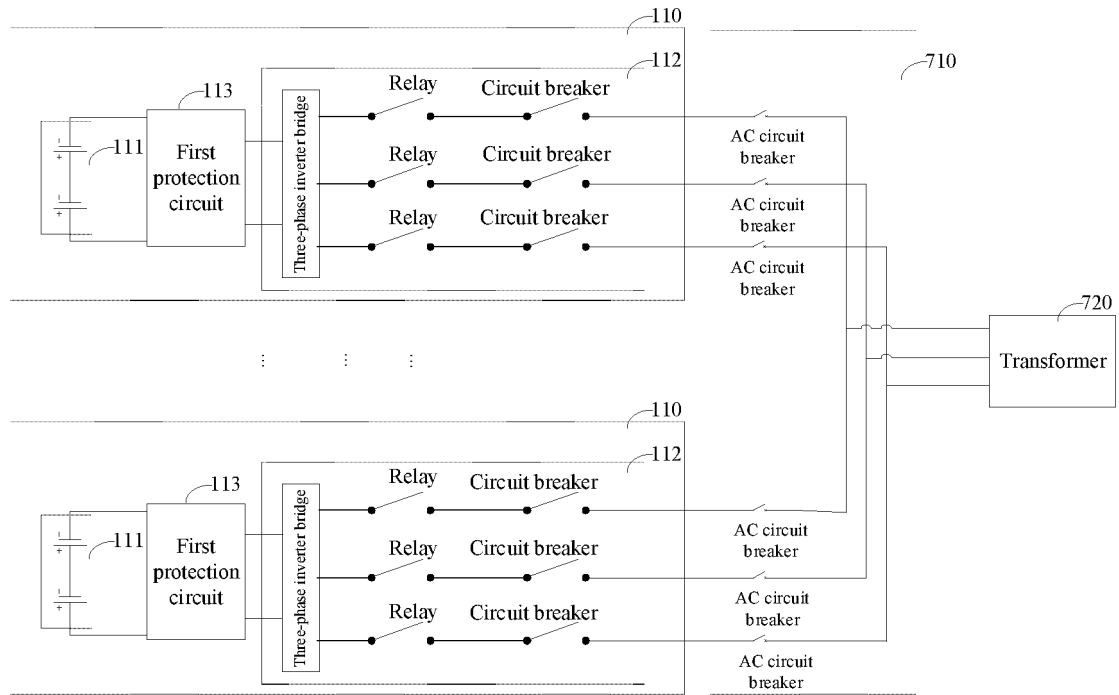 110
710
112
Relay
Circuit breaker
113
111
First
protection
circuit
Three-phase inverter bridge
AC circuit
breaker
Relay
Circuit breaker
AC circuit
breaker
Relay
Circuit breaker
AC circuit
breaker
720
Transformer
110
112
Relay
Circuit breaker
113
111
First
protection
circuit
Three-phase inverter bridge
AC circuit
breaker
Relay
Circuit breaker
AC circuit
breaker
Relay
Circuit breaker
AC circuit
breaker